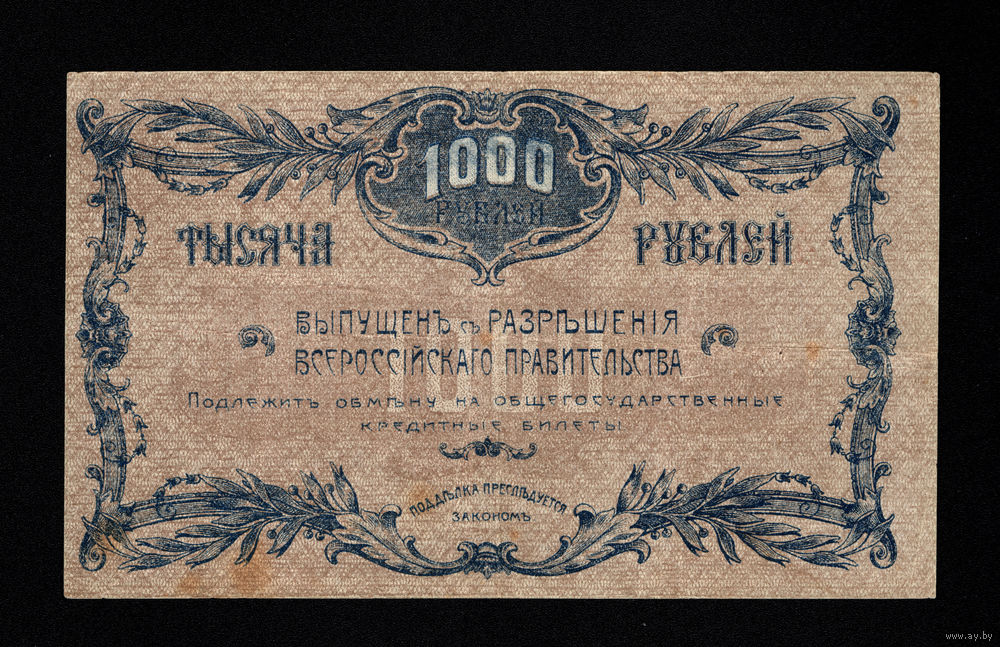 1000
РУБЛЕЙ
ТЫСЯЧА РУБЛЕЙ
ВЫПУЩЕНЪ съ РАЗРѢШЕНІЯ
ВСЕРОССІЙСКАГО ПРАВИТЕЛЬСТВА
1000
ПОДЛЕЖИТЪ ОБМѢНУ НА ОБЩЕГОСУДАРСТВЕННЫЕ
КРЕДИТНЫЕ БИЛЕТЫ
ПОДДѢЛКА ПРЕСЛѢДУЕТСЯ
ЗАКОНОМЪ
www.ay.by